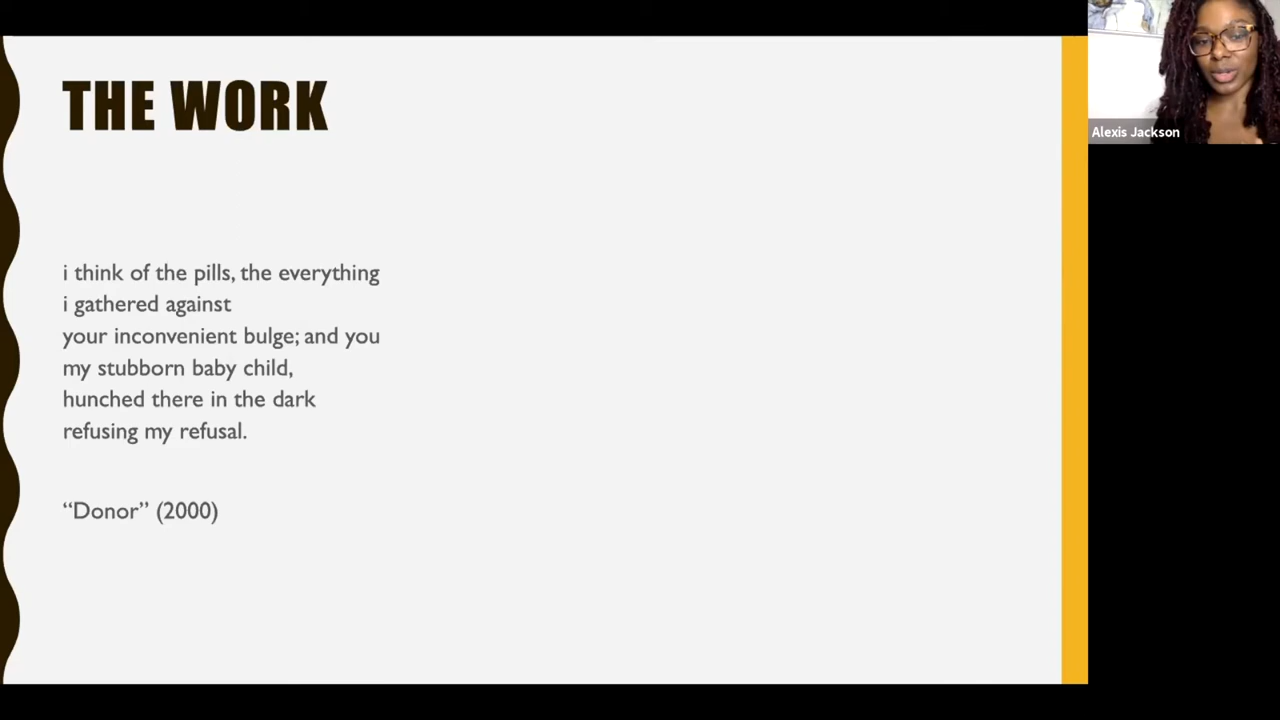 THE WORK
i think of the pills, the everything
i gathered against
your inconvenient bulge; and you
my stubborn baby child,
hunched there in the dark
refusing my refusal.
“Donor” (2000)
Alexis Jackson